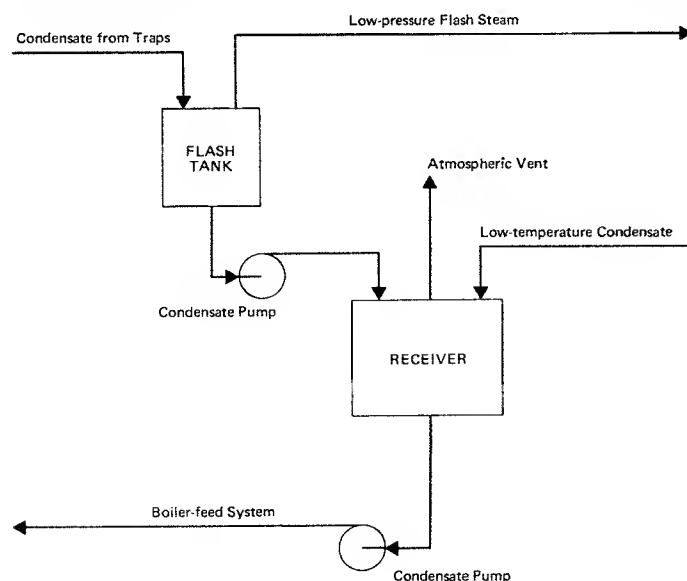 Low-pressure Flash Steam
Condensate from Traps
FLASH
TANK
Atmospheric Vent
Low-temperature Condensate
Condensate Pump
RECEIVER
Boiler-feed System
Condensate Pump